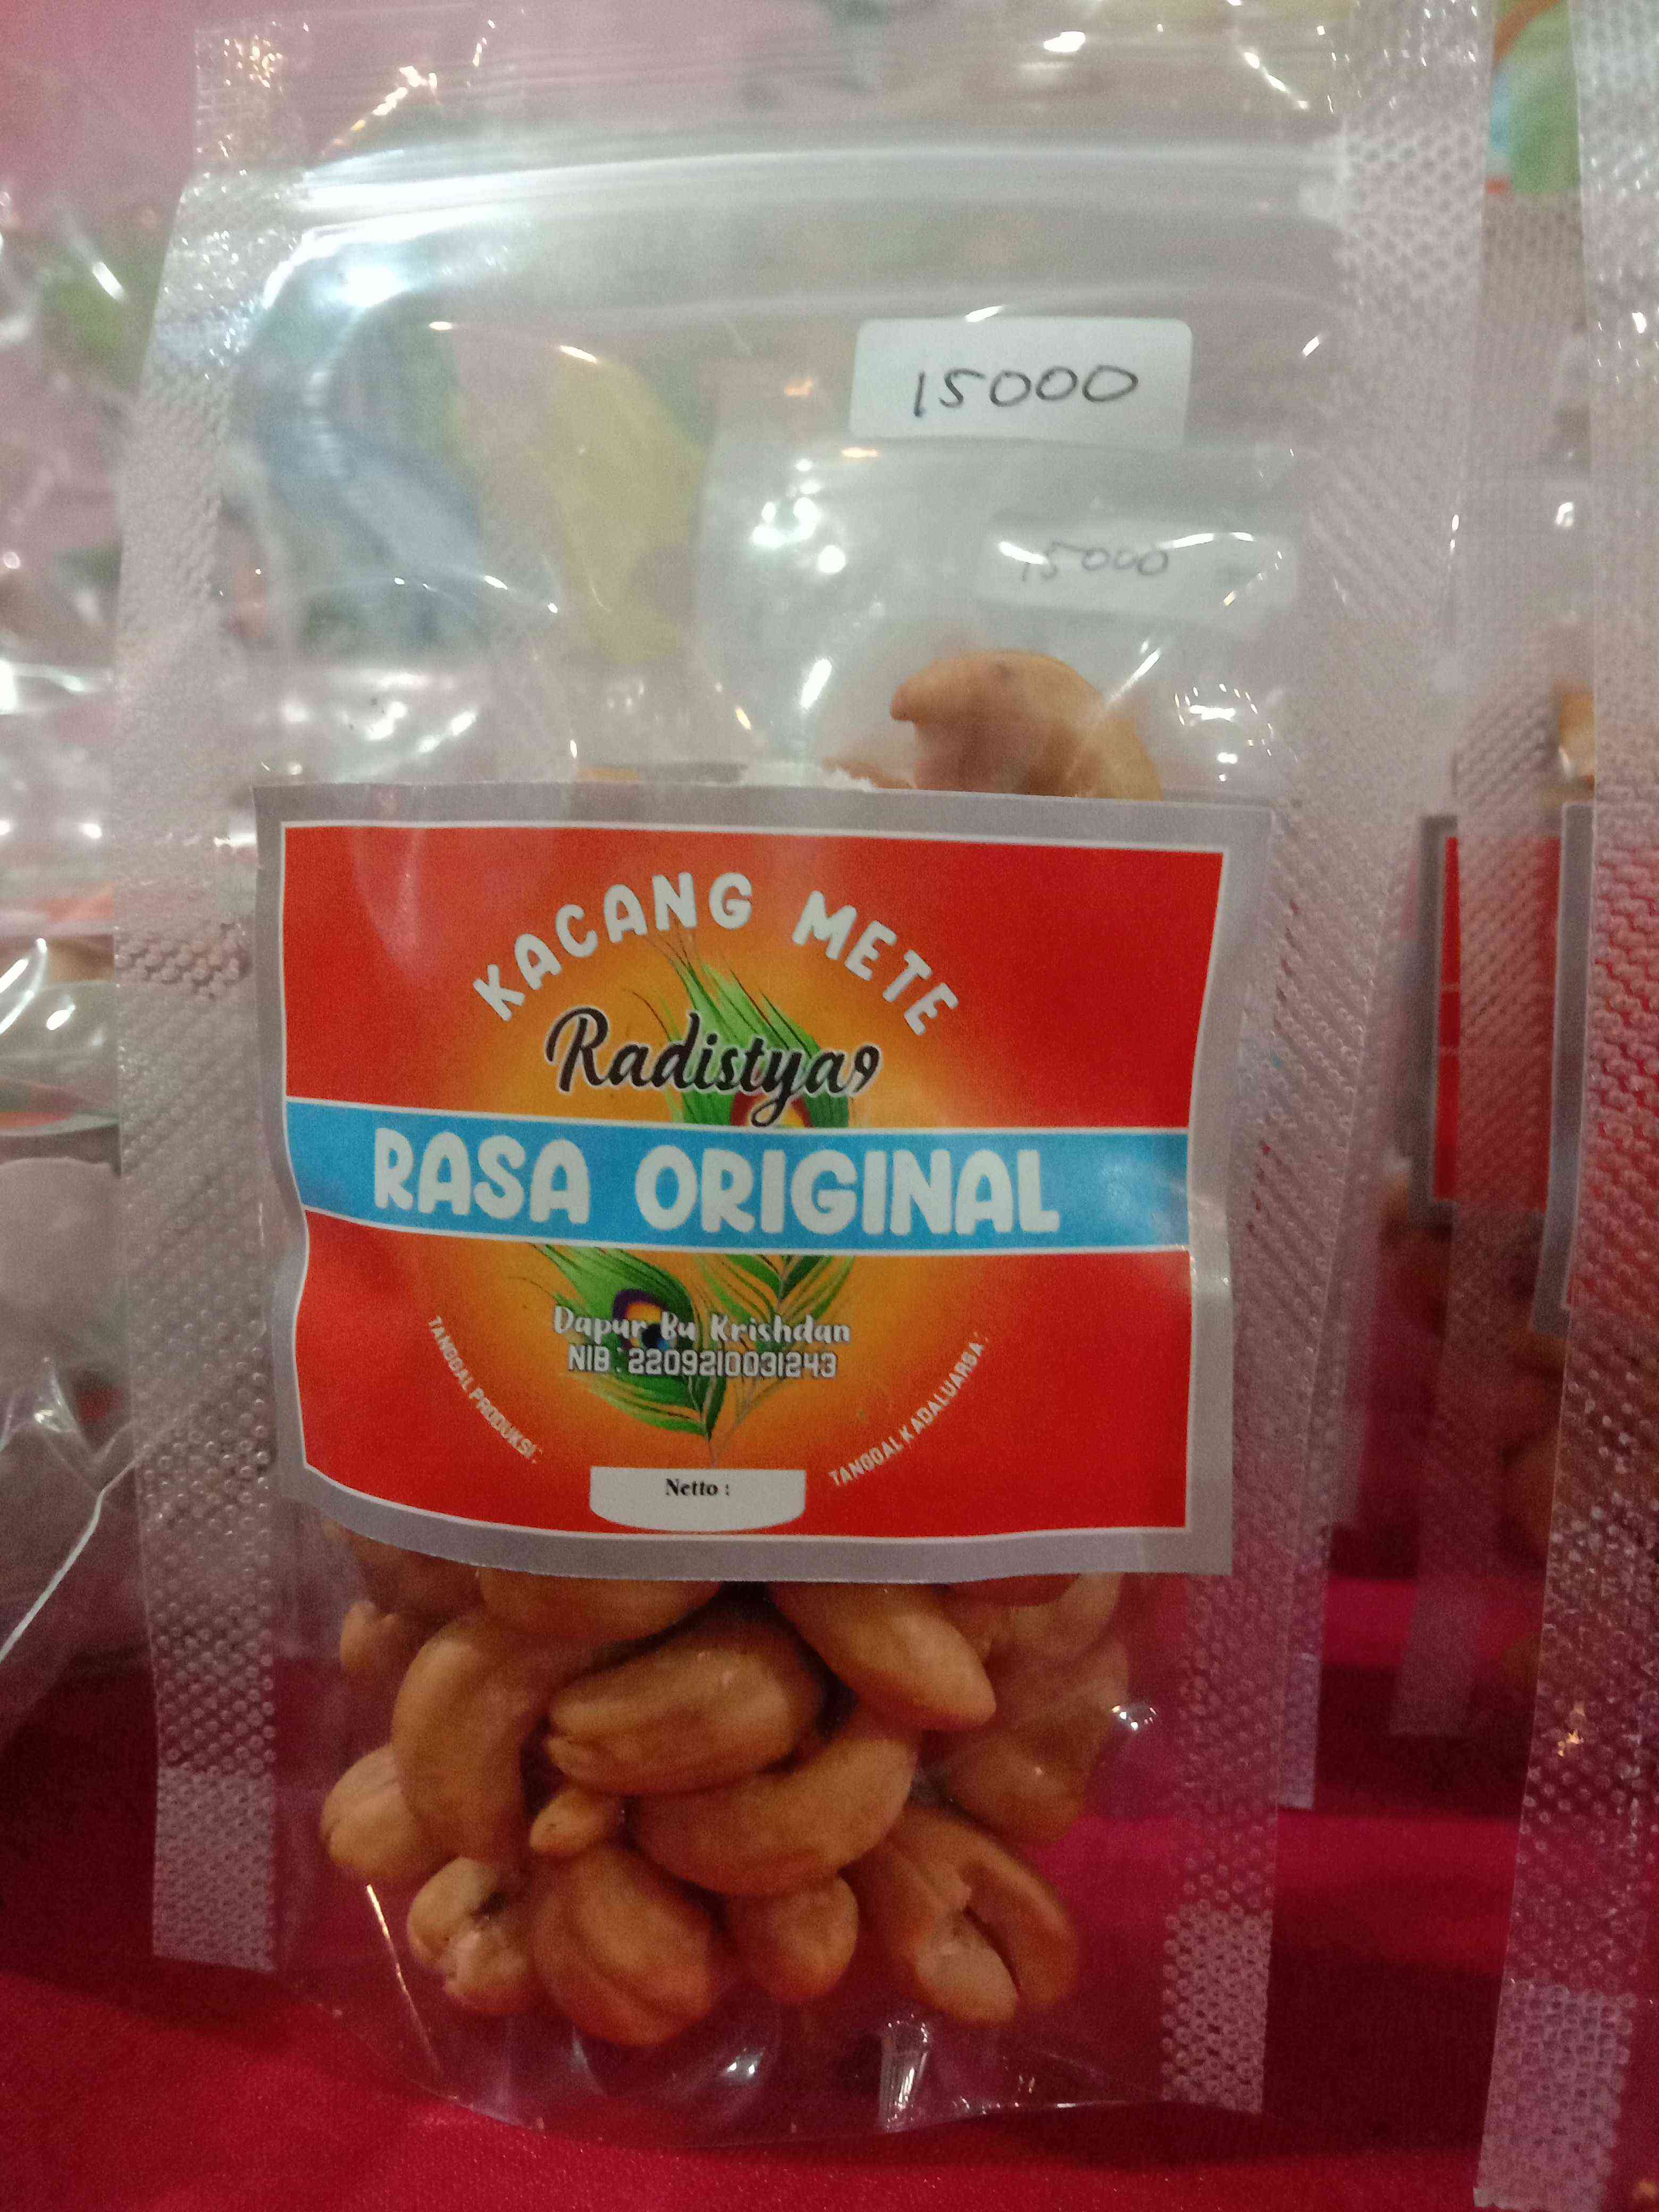 15000
15000
KACANG METE
Radistya9
RASA ORIGINAL
Dapur Bu Krishdan
NIB : 2209210031243
TANGGAL PRODUKSI :
TANGGAL KADALUARSA :
Netto :